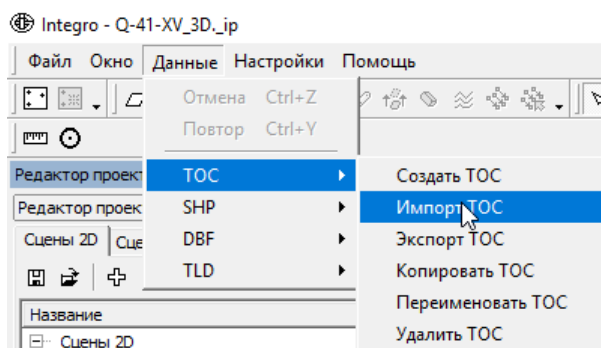 Integro - Q-41-XV_3D._ip
Файл Окно Данные Настройки Помощь
Отмена Ctrl+Z
Повтор Ctrl+Y
Редактор проект
TOC
Создать TOC
Редактор проек
SHP
Импорт TOC
Сцены 2D Сце
DBF
Экспорт TOC
TLD
Копировать TOC
Название
Переименовать TOC
Сцены 2D
Удалить TOC